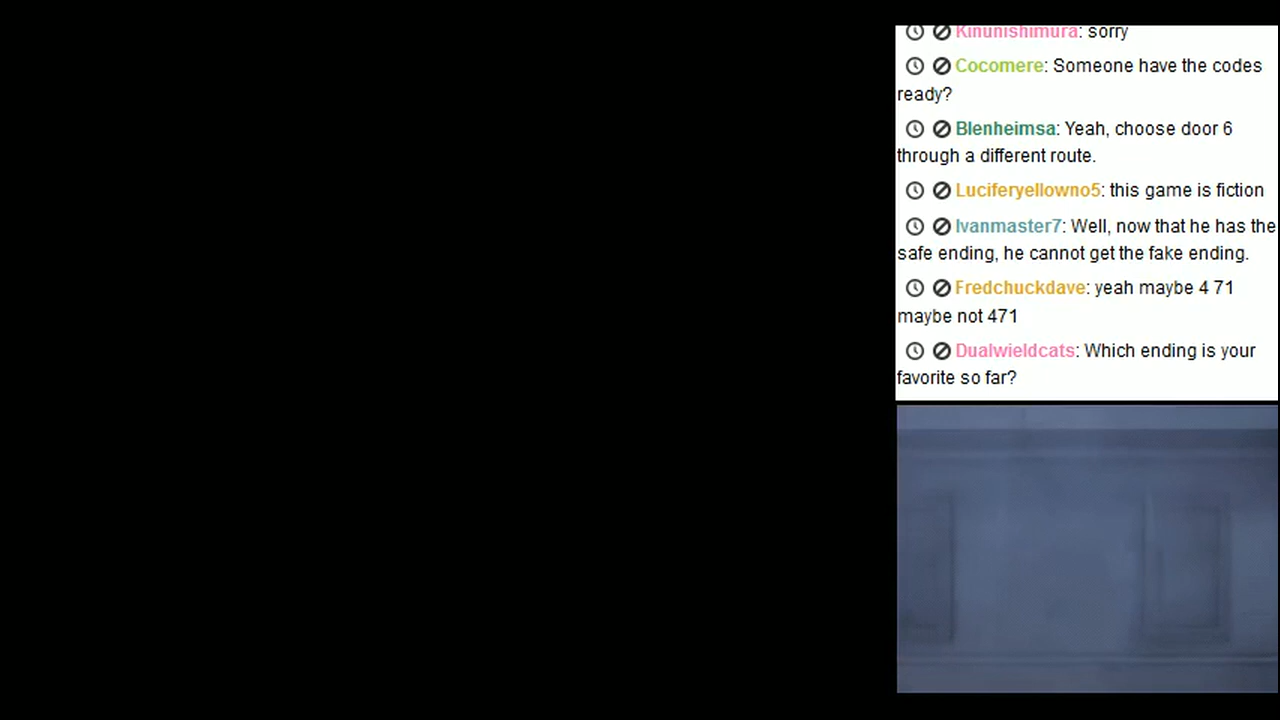 Kinunishimura: sorry
Cocomere: Someone have the codes
ready?
Blenheimsa: Yeah, choose door 6
through a different route.
Luciferyellowno5: this game is fiction
Ivanmaster7: Well, now that he has the
safe ending, he cannot get the fake ending.
Fredchuckdave: yeah maybe 4 71
maybe not 471
Dualwieldcats: Which ending is your
favorite so far?